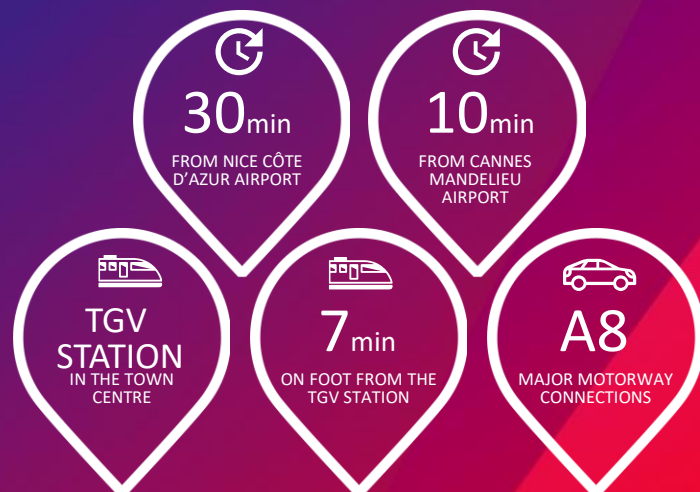 30min
FROM NICE CÔTE
D'AZUR AIRPORT
10min
FROM CANNES
MANDELIEU
AIRPORT
TGV
STATION
IN THE TOWN
CENTRE
7min
ON FOOT FROM THE
TGV STATION
A8
MAJOR MOTORWAY
CONNECTIONS